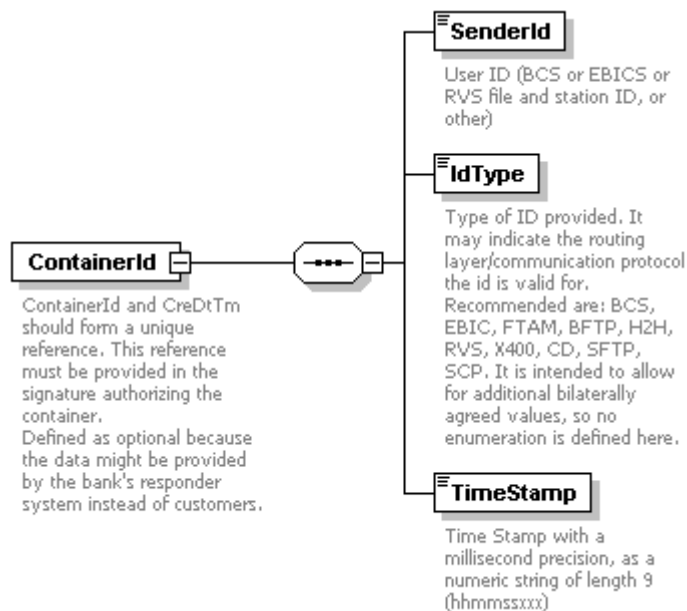 SenderId
User ID (BCS or EBICS or
RVS file and station ID, or
other)
IdType
Type of ID provided. It
may indicate the routing
layer/communication protocol
the id is valid for.
Recommended are: BCS,
EBIC, FTAM, BFTP, H2H,
RVS, X400, CD, SFTP,
SCP. It is intended to allow
for additional bilaterally
agreed values, so no
enumeration is defined here.
ContainerId
ContainerId and CreDtTm
should form a unique
reference. This reference
must be provided in the
signature authorizing the
container.
Defined as optional because
the data might be provided
by the bank's responder
system instead of customers.
TimeStamp
Time Stamp with a
millisecond precision, as a
numeric string of length 9
(hhmmssxxx)